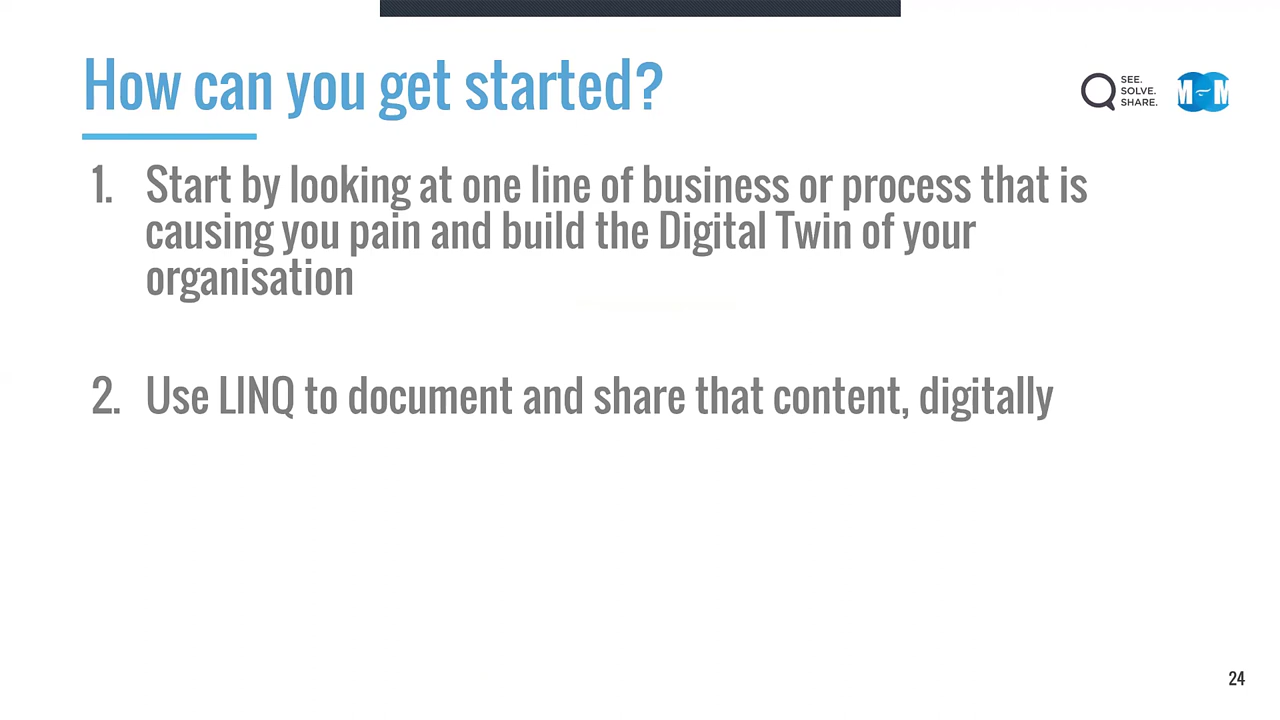 How can you get started?
SEE.
SOLVE.
SHARE.
M M
1. Start by looking at one line of business or process that is
causing you pain and build the Digital Twin of your
organisation
2. Use LINQ to document and share that content, digitally
24